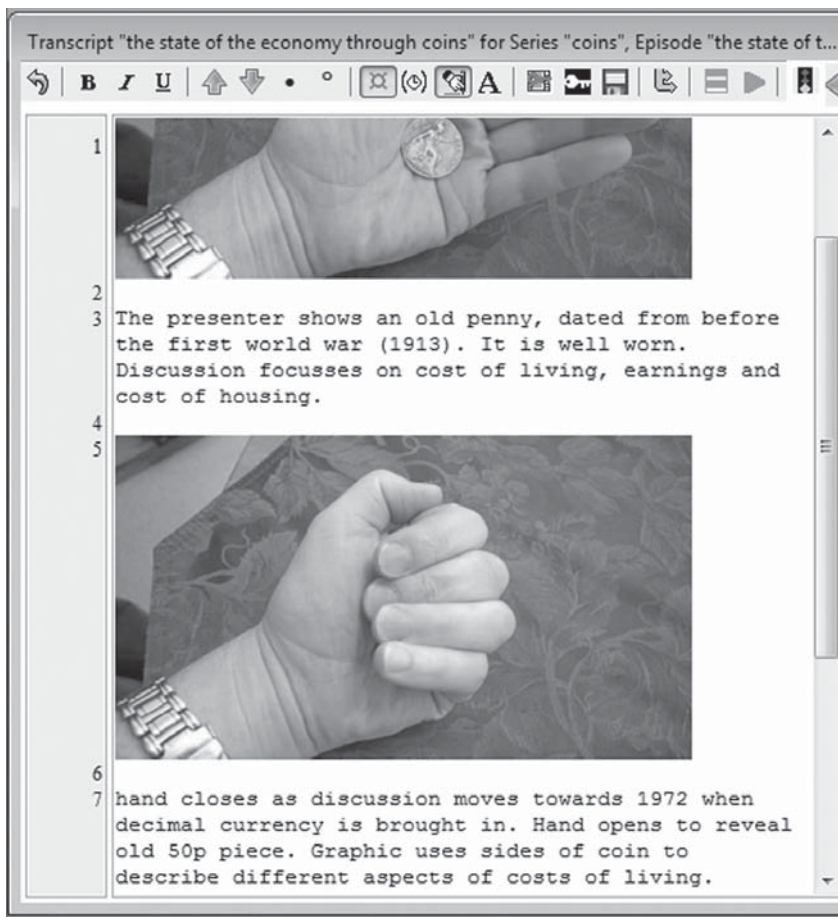 Transcript "the state of the economy through coins" for Series "coins", Episode "the state of t...
B I U A
1
2
3 The presenter shows an old penny, dated from before
the first world war (1913). It is well worn.
Discussion focusses on cost of living, earnings and
cost of housing.
4
5
6
7 hand closes as discussion moves towards 1972 when
decimal currency is brought in. Hand opens to reveal
old 50p piece. Graphic uses sides of coin to
describe different aspects of costs of living.